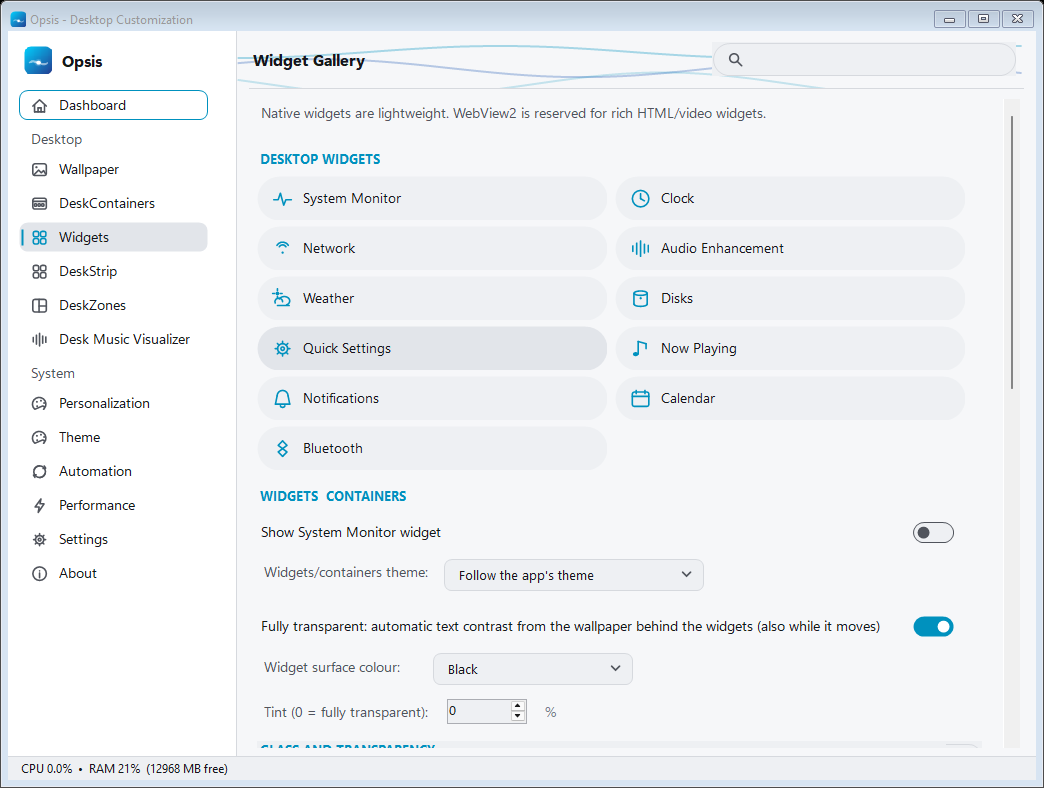 Opsis - Desktop Customization
Opsis
Widget Gallery
Dashboard
Desktop
Wallpaper
DeskContainers
Widgets
DeskStrip
DeskZones
Desk Music Visualizer
System
Personalization
Theme
Automation
Performance
Settings
About
Native widgets are lightweight. WebView2 is reserved for rich HTML/video widgets.
DESKTOP WIDGETS
System Monitor
Clock
Network
Audio Enhancement
Weather
Disks
Quick Settings
Now Playing
Notifications
Calendar
Bluetooth
WIDGETS CONTAINERS
Show System Monitor widget
Widgets/containers theme: Follow the app's theme
Fully transparent: automatic text contrast from the wallpaper behind the widgets (also while it moves)
Widget surface colour: Black
Tint (0 = fully transparent): 0 %
GLASS AND TRANSPARENCY
CPU 0.0% • RAM 21% (12968 MB free)